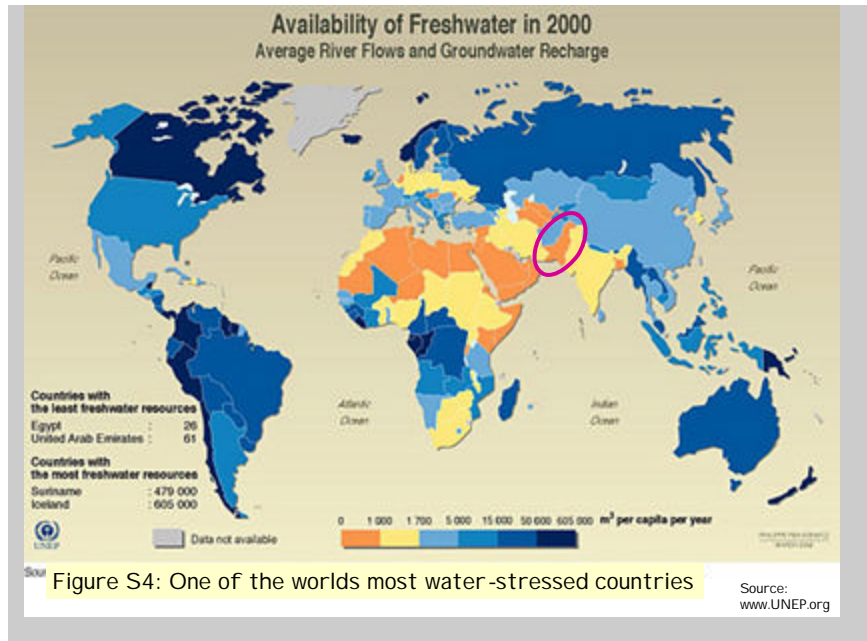 Availability of Freshwater in 2000
Average River Flows and Groundwater Recharge
Pacific
Ocean
Pacific
Ocean
Atlantic
Ocean
Indian
Ocean
Countries with
the least freshwater resources
Egypt : 26
United Arab Emirates : 61
Countries with
the most freshwater resources
Suriname : 479 000
Iceland : 605 000
0 1 000 1 700 5 000 15 000 50 000 605 000 m³ per capita per year
UNEP
Data not available
Figure S4: One of the worlds most water-stressed countries
Source:
www.UNEP.org